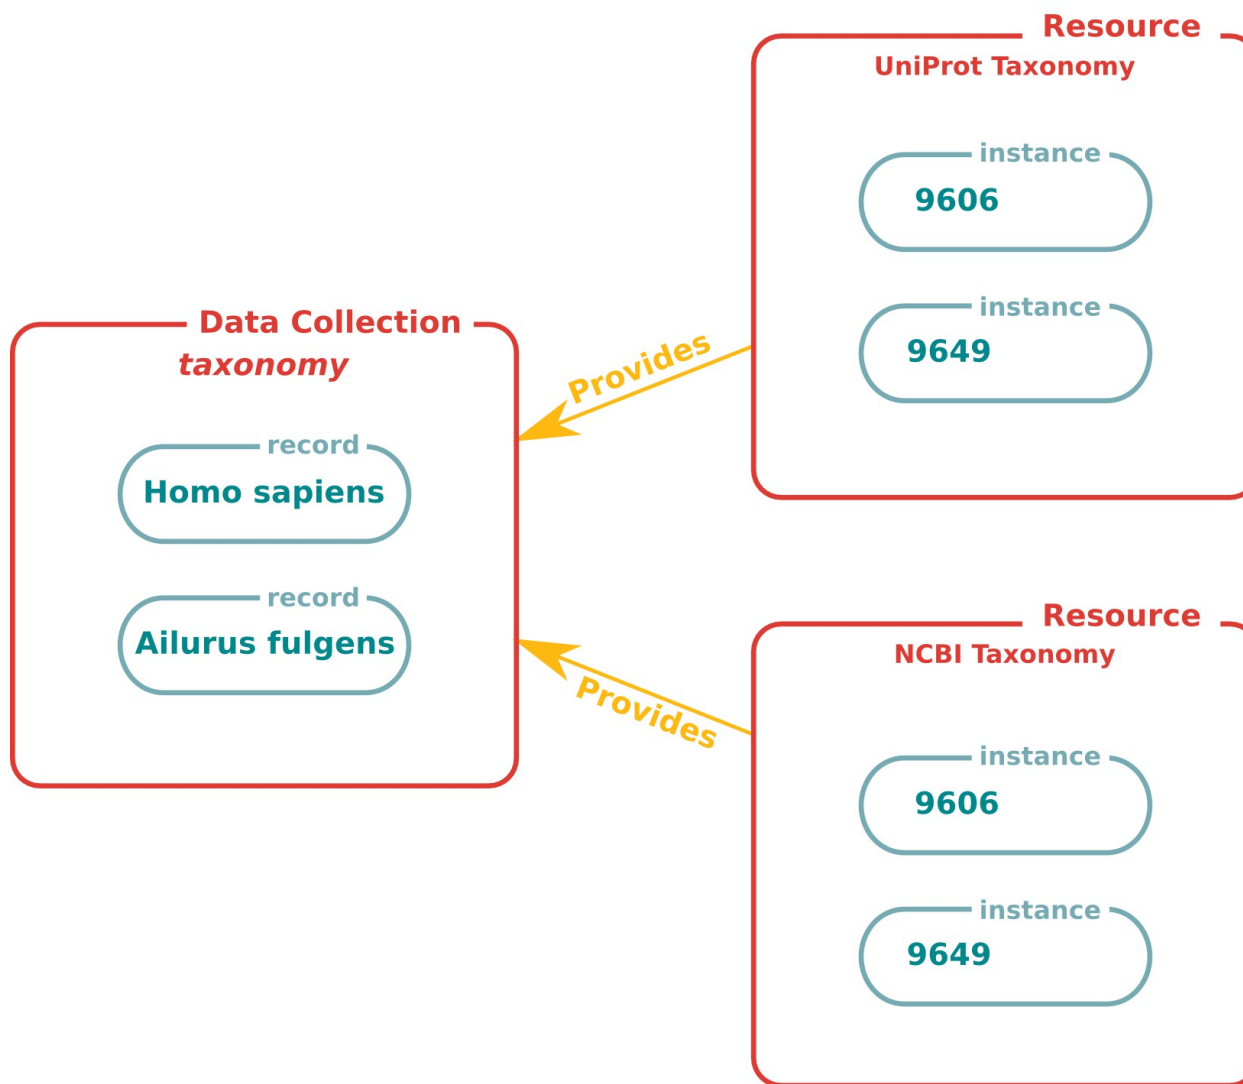 Resource
UniProt Taxonomy
instance
9606
instance
9649
Provides
Data Collection
taxonomy
record
Homo sapiens
record
Ailurus fulgens
Provides
Resource
NCBI Taxonomy
instance
9606
instance
9649